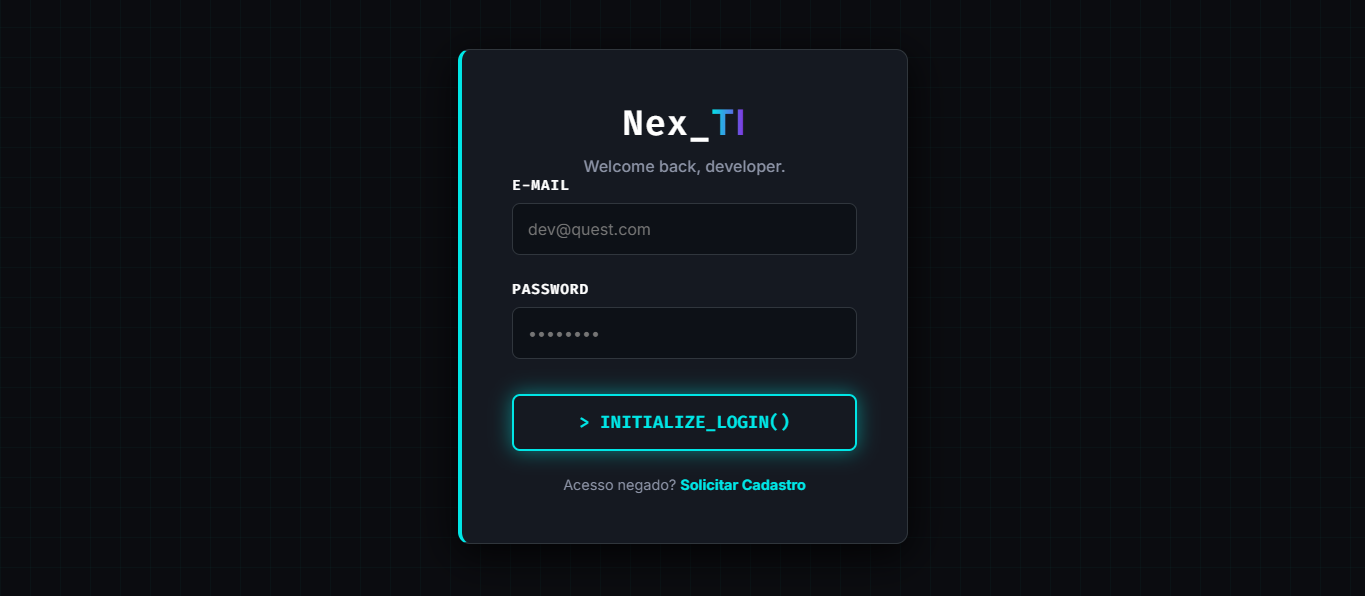 Nex_TI
Welcome back, developer.
E-MAIL
dev@quest.com
PASSWORD
••••••••
> INITIALIZE_LOGIN()
Acesso negado? Solicitar Cadastro